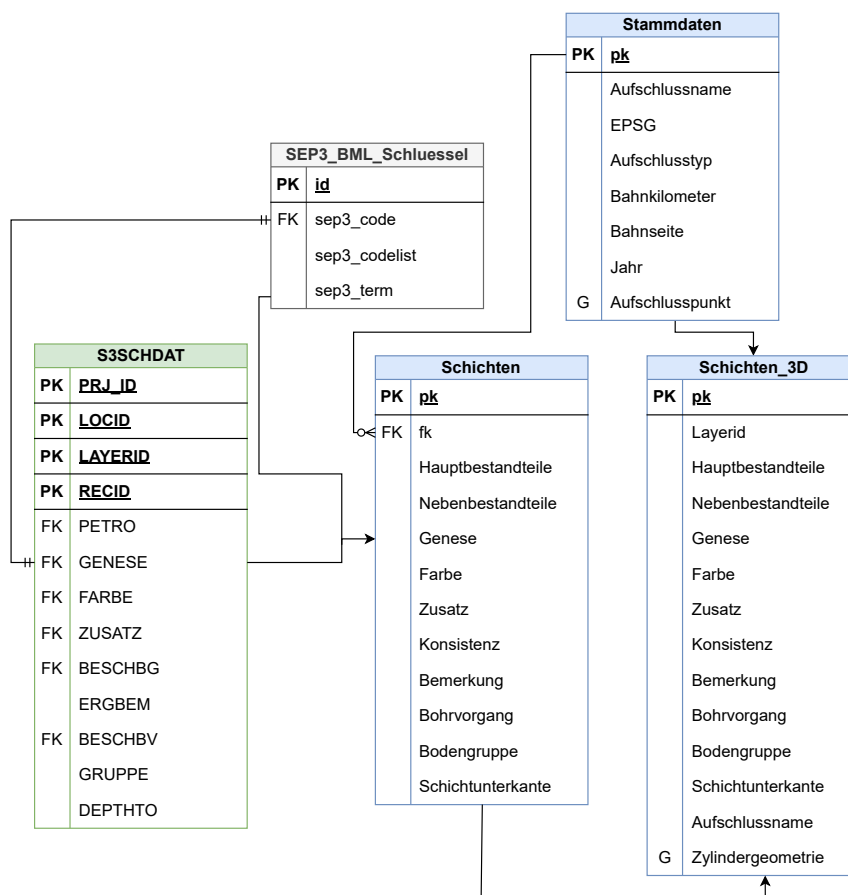 Stammdaten
PK pk
Aufschlussname
EPSG
Aufschlusstyp
Bahnkilometer
Bahnseite
Jahr
G Aufschlusspunkt
SEP3_BML_Schluessel
PK id
FK sep3_code
sep3_codelist
sep3_term
S3SCHDAT
PK PRJ_ID
PK LOCID
PK LAYERID
PK RECID
FK PETRO
FK GENESE
FK FARBE
FK ZUSATZ
FK BESCHBG
ERGBEM
FK BESCHBV
GRUPPE
DEPTHTO
Schichten
PK pk
FK fk
Hauptbestandteile
Nebenbestandteile
Genese
Farbe
Zusatz
Konsistenz
Bemerkung
Bohrvorgang
Bodengruppe
Schichtunterkante
Schichten_3D
PK pk
Layerid
Hauptbestandteile
Nebenbestandteile
Genese
Farbe
Zusatz
Konsistenz
Bemerkung
Bohrvorgang
Bodengruppe
Schichtunterkante
Aufschlussname
G Zylindergeometrie